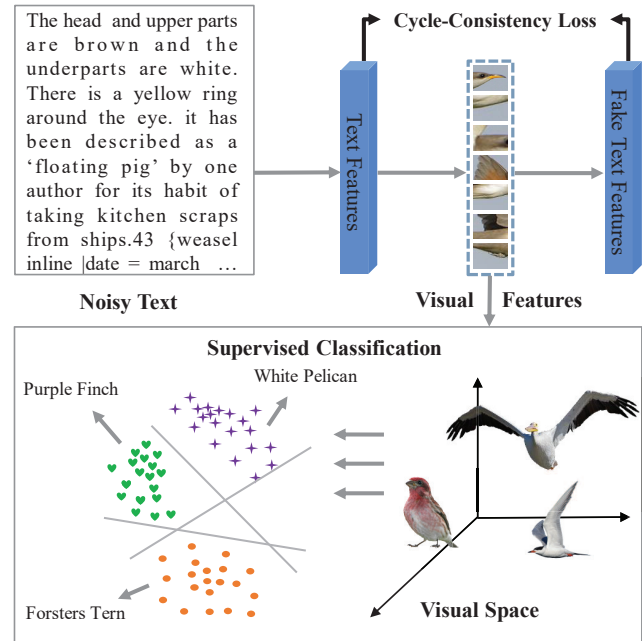 The head and upper parts
are brown and the
underparts are white.
There is a yellow ring
around the eye. it has
been described as a
‘floating pig’ by one
author for its habit of
taking kitchen scraps
from ships.43 {weasel
inline |date = march ...
Noisy Text
Cycle-Consistency Loss
Text Features
Fake Text Features
Visual Features
Supervised Classification
Purple Finch
White Pelican
Forsters Tern
Visual Space